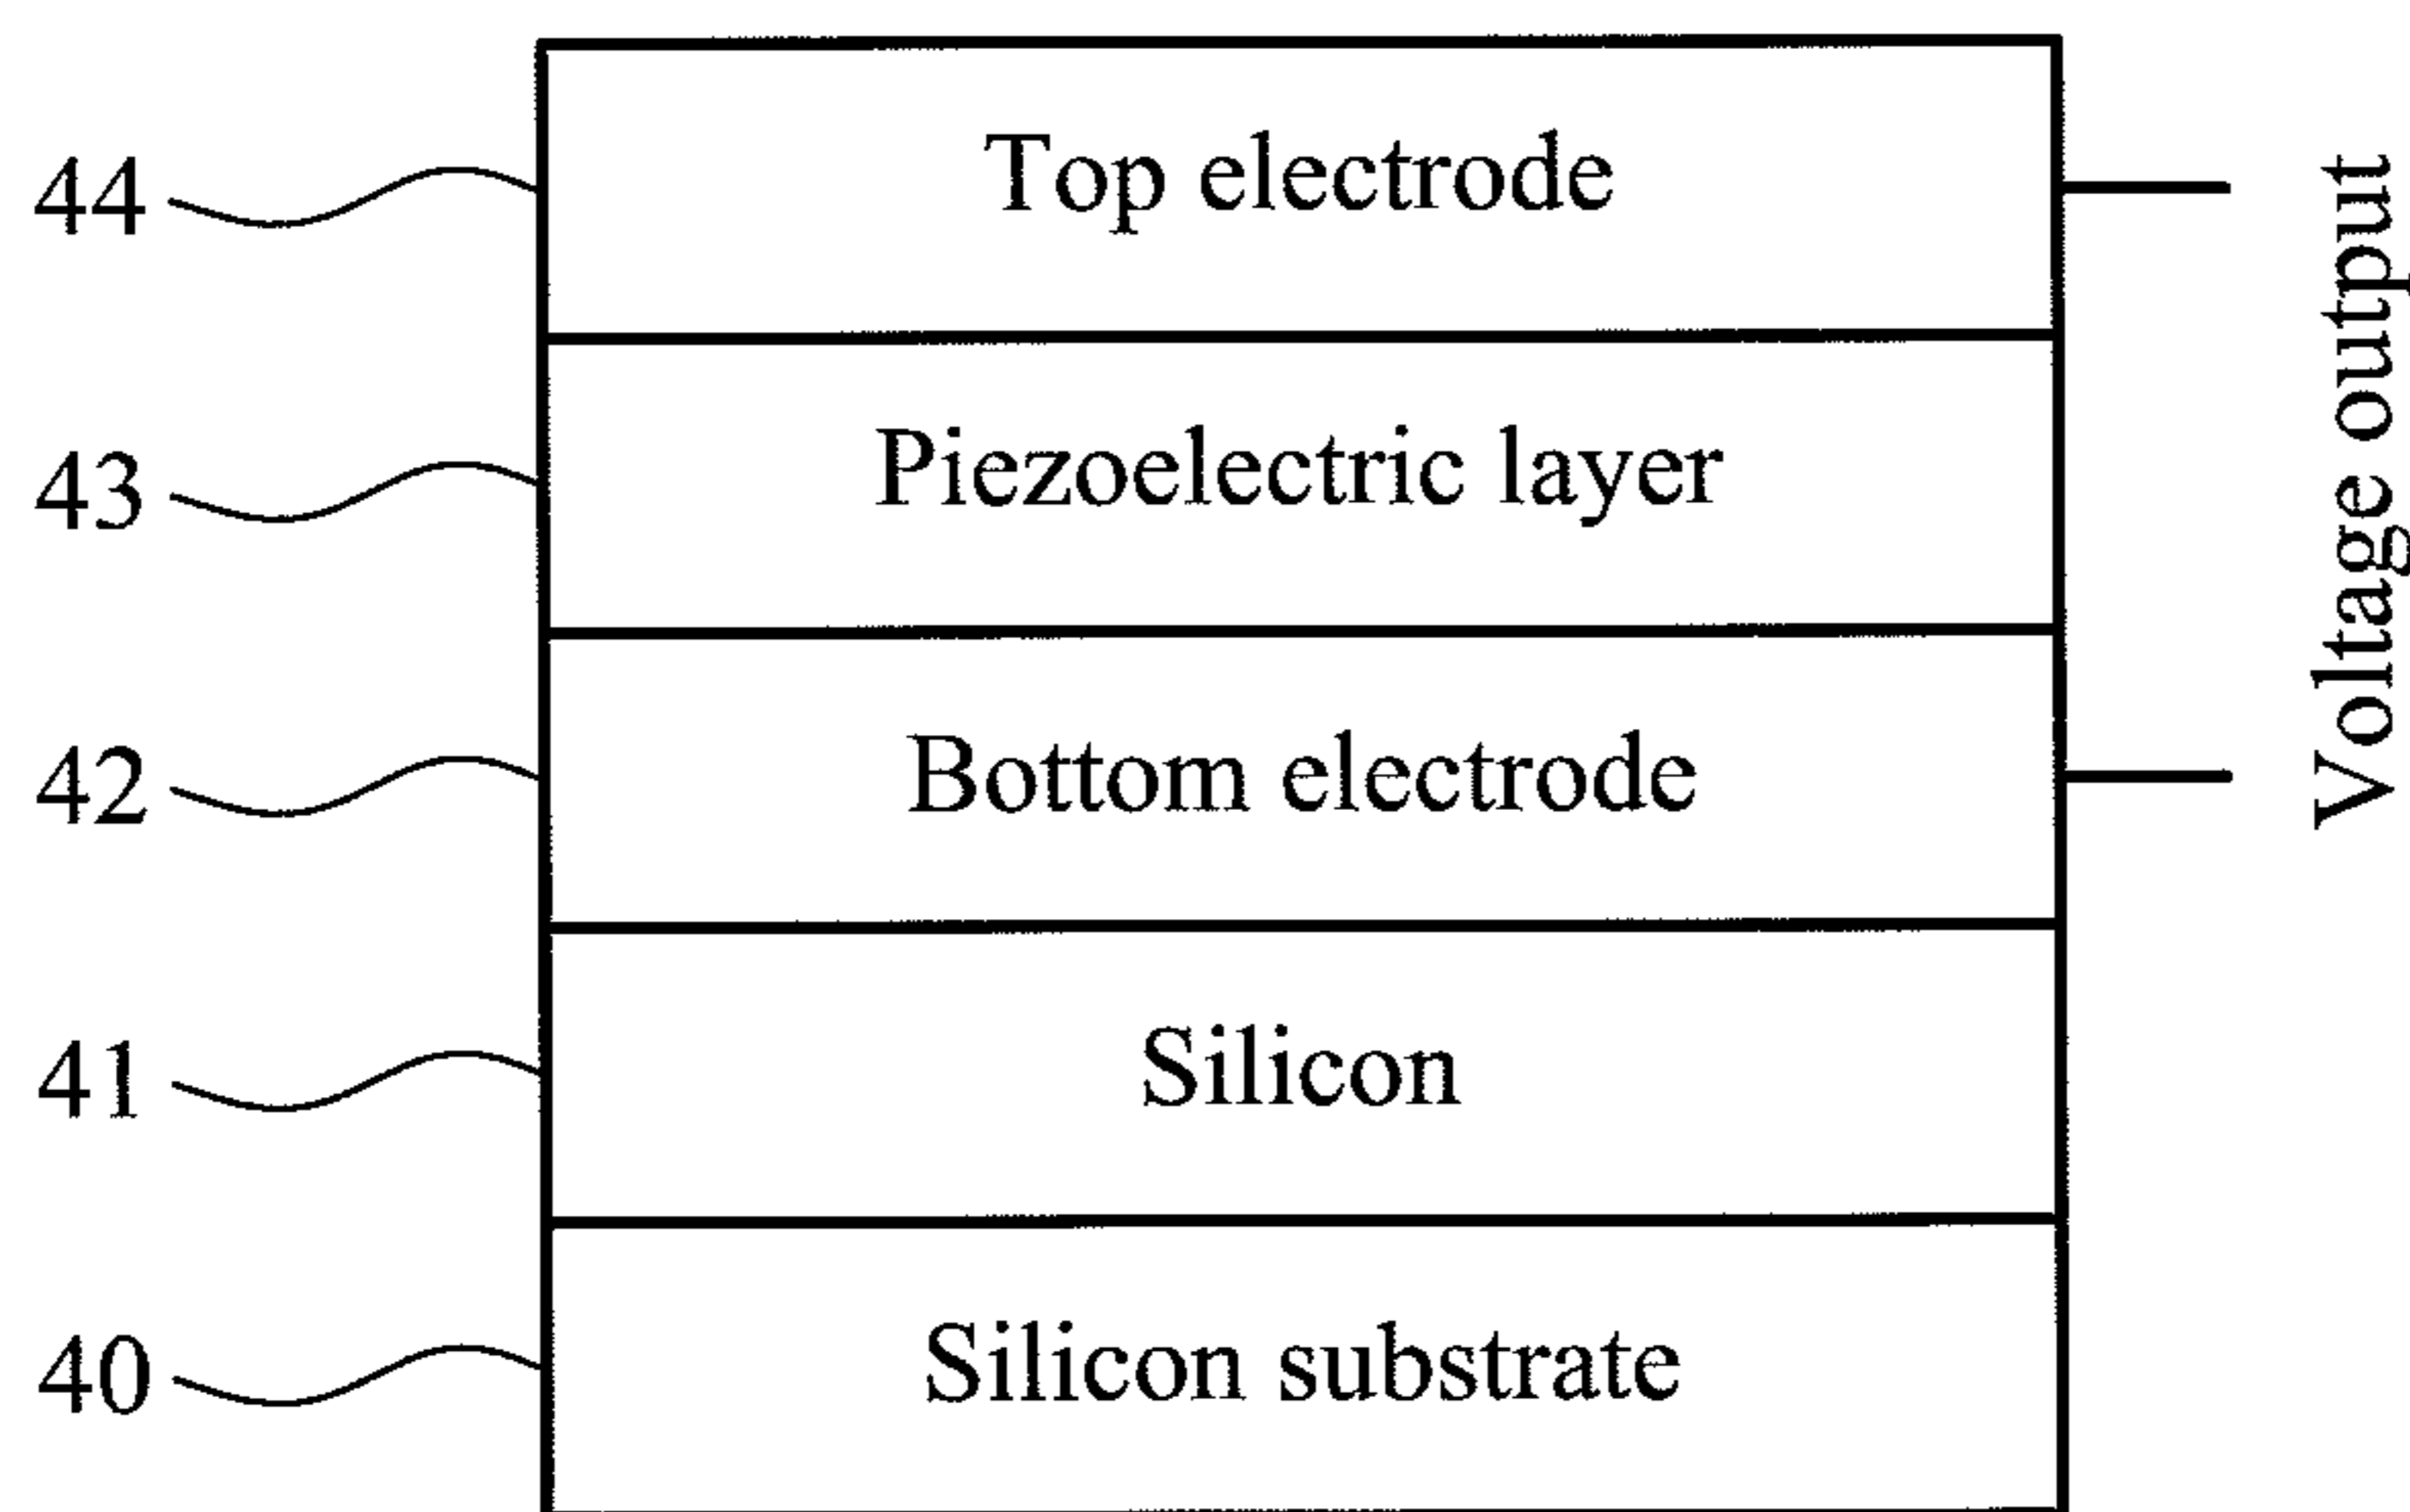 44
Top electrode
43
Piezoelectric layer
42
Bottom electrode
41
Silicon
40
Silicon substrate
Voltage output